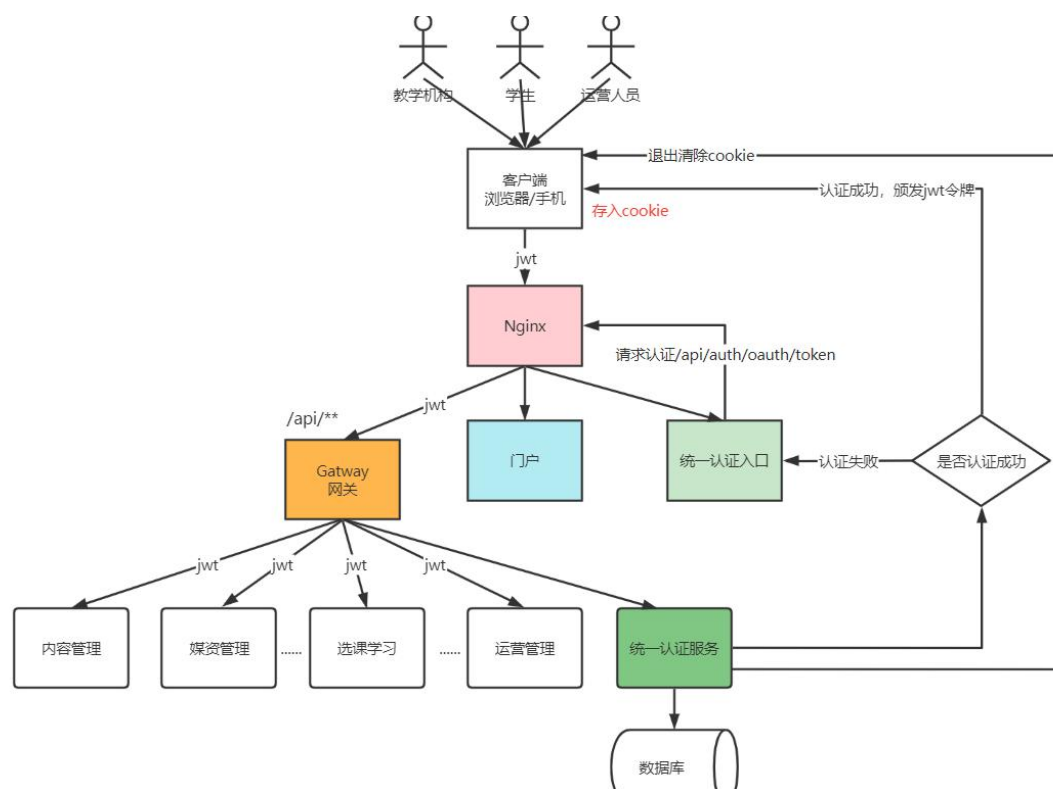 教学机构
学生
运营人员
退出清除cookie
客户端
浏览器/手机
认证成功，颁发jwt令牌
存入cookie
jwt
Nginx
请求认证/api/auth/oauth/token
jwt
/api/**
Gatway
网关
门户
统一认证入口
认证失败
是否认证成功
jwt
jwt
jwt
jwt
内容管理
媒资管理
......
选课学习
......
运营管理
统一认证服务
数据库